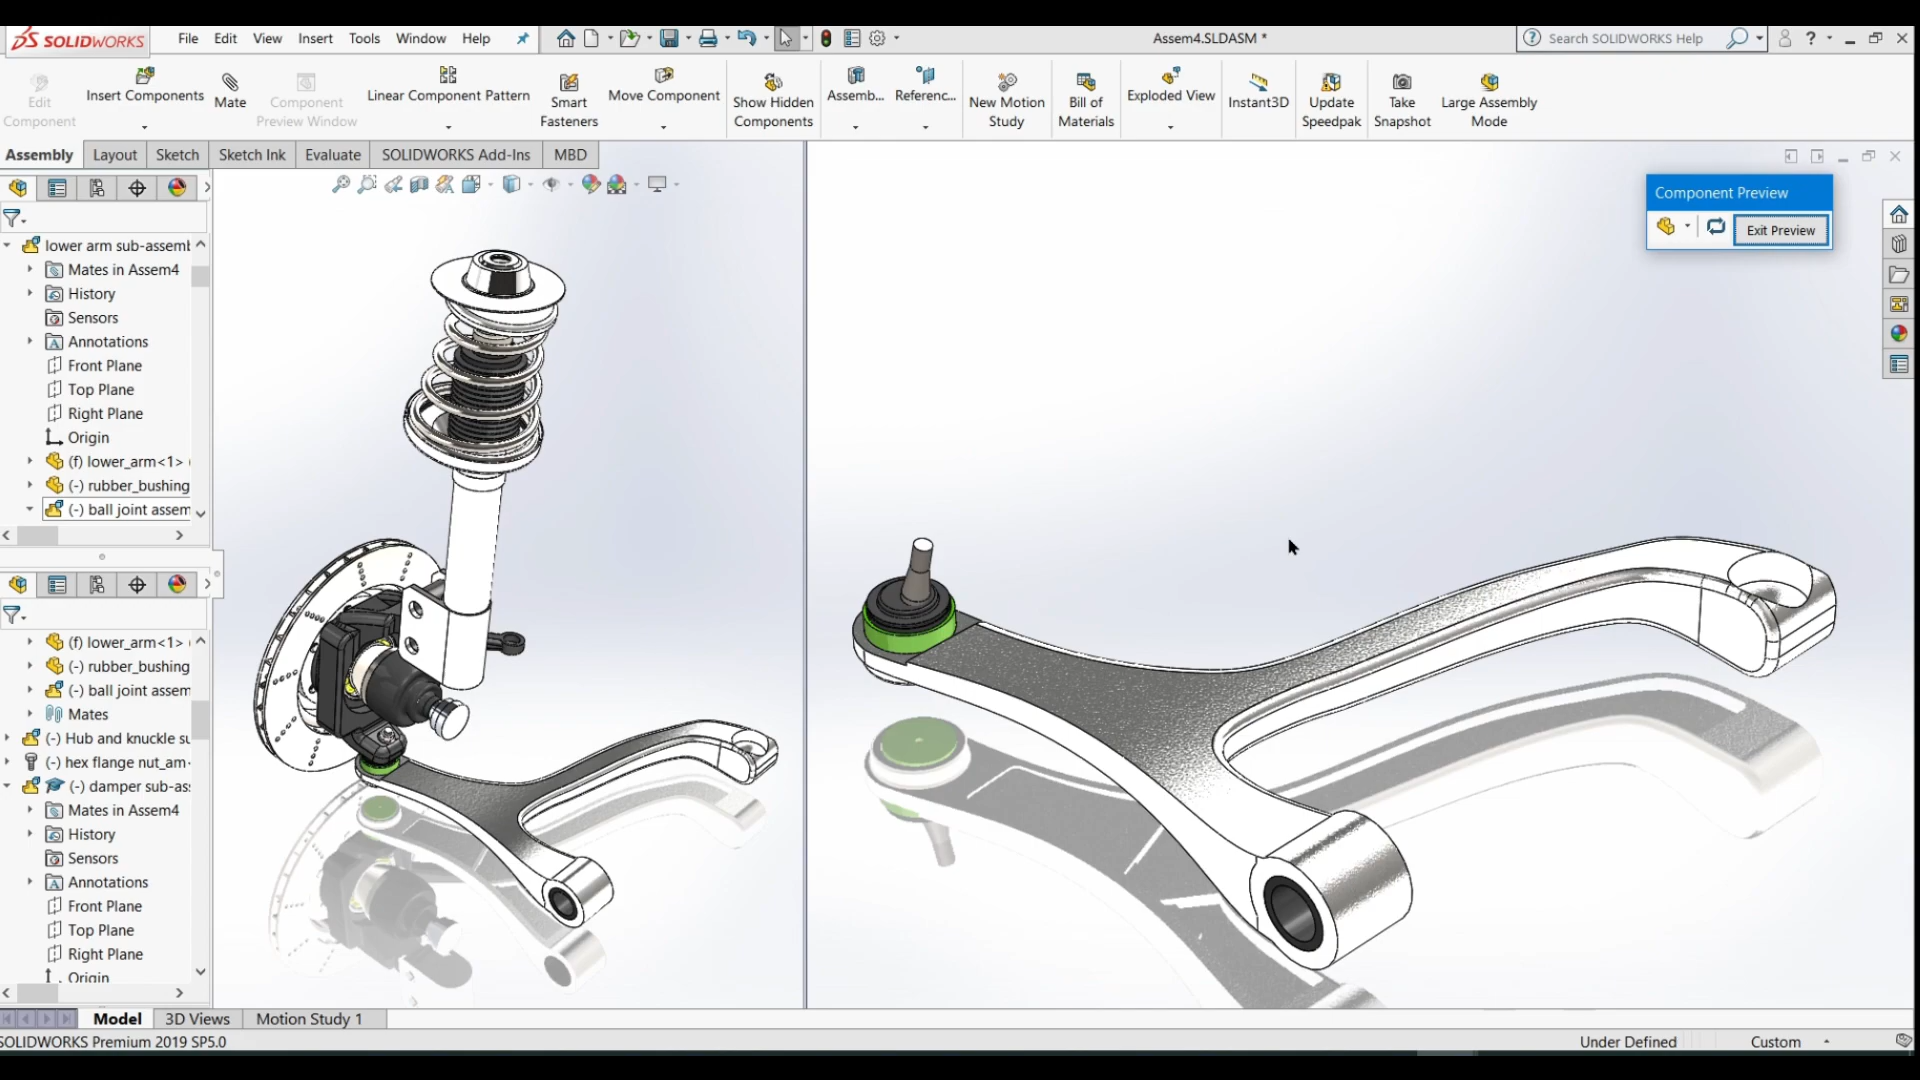 SOLIDWORKS File Edit View Insert Tools Window Help Assem4.SLDASM * Search SOLIDWORKS Help ?
Edit Component
Insert Components
Mate
Component Preview Window
Linear Component Pattern
Smart Fasteners
Move Component
Show Hidden Components
Assemb...
Referenc...
New Motion Study
Bill of Materials
Exploded View
Instant3D
Update Speedpak
Take Snapshot
Large Assembly Mode
Assembly Layout Sketch Sketch Ink Evaluate SOLIDWORKS Add-Ins MBD
Component Preview
Exit Preview
lower arm sub-assemb
Mates in Assem4
History
Sensors
Annotations
Front Plane
Top Plane
Right Plane
Origin
(f) lower_arm<1>
(-) rubber_bushing
(-) ball joint assem
(f) lower_arm<1>
(-) rubber_bushing
(-) ball joint assem
Mates
(-) Hub and knuckle su
(-) hex flange nut_am
(-) damper sub-as
Mates in Assem4
History
Sensors
Annotations
Front Plane
Top Plane
Right Plane
Origin
Model 3D Views Motion Study 1
SOLIDWORKS Premium 2019 SP5.0 Under Defined Custom